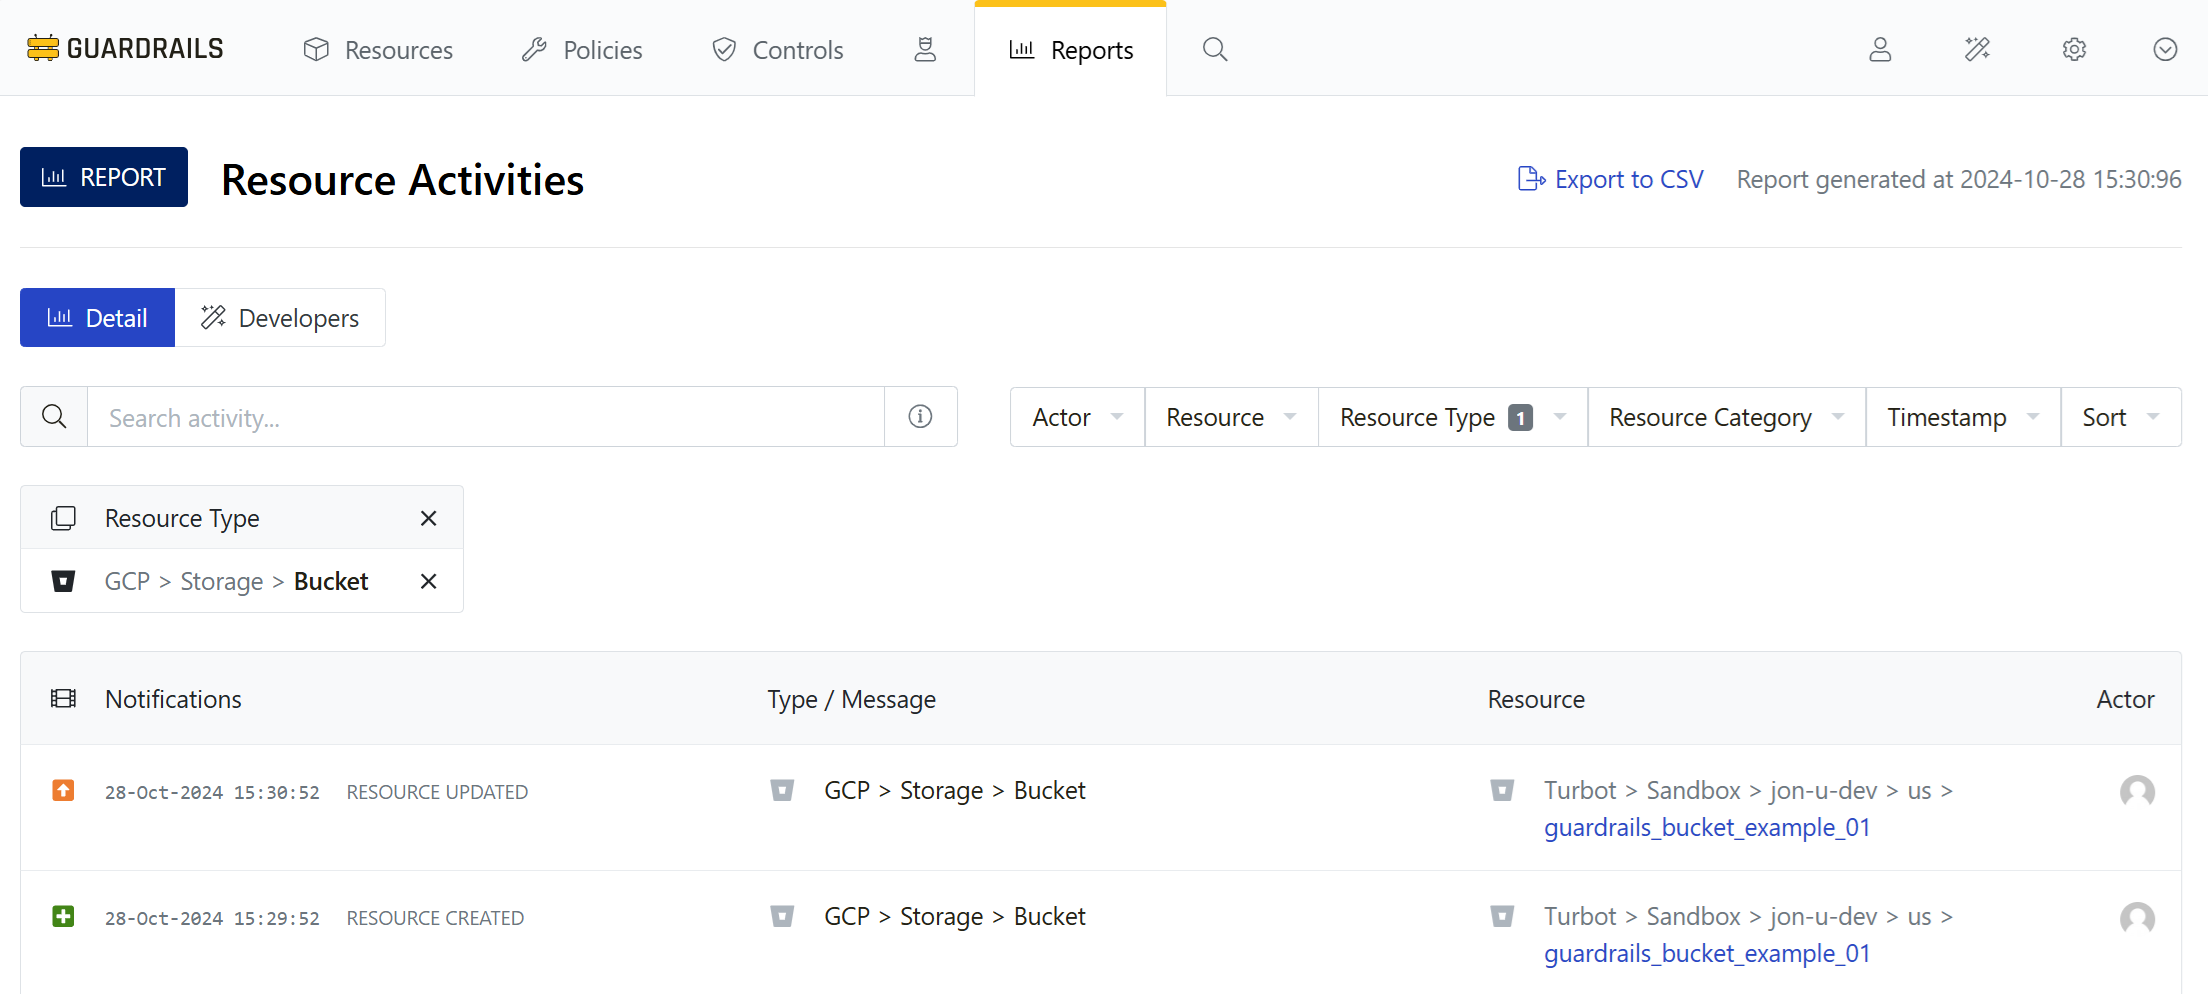 GUARDRAILS Resources Policies Controls Reports
REPORT Resource Activities Export to CSV Report generated at 2024-10-28 15:30:96
Detail Developers
Search activity... Actor Resource Resource Type 1 Resource Category Timestamp Sort
Resource Type
GCP > Storage > Bucket
Notifications Type / Message Resource Actor
28-Oct-2024 15:30:52 RESOURCE UPDATED GCP > Storage > Bucket Turbot > Sandbox > jon-u-dev > us >
guardrails_bucket_example_01
28-Oct-2024 15:29:52 RESOURCE CREATED GCP > Storage > Bucket Turbot > Sandbox > jon-u-dev > us >
guardrails_bucket_example_01